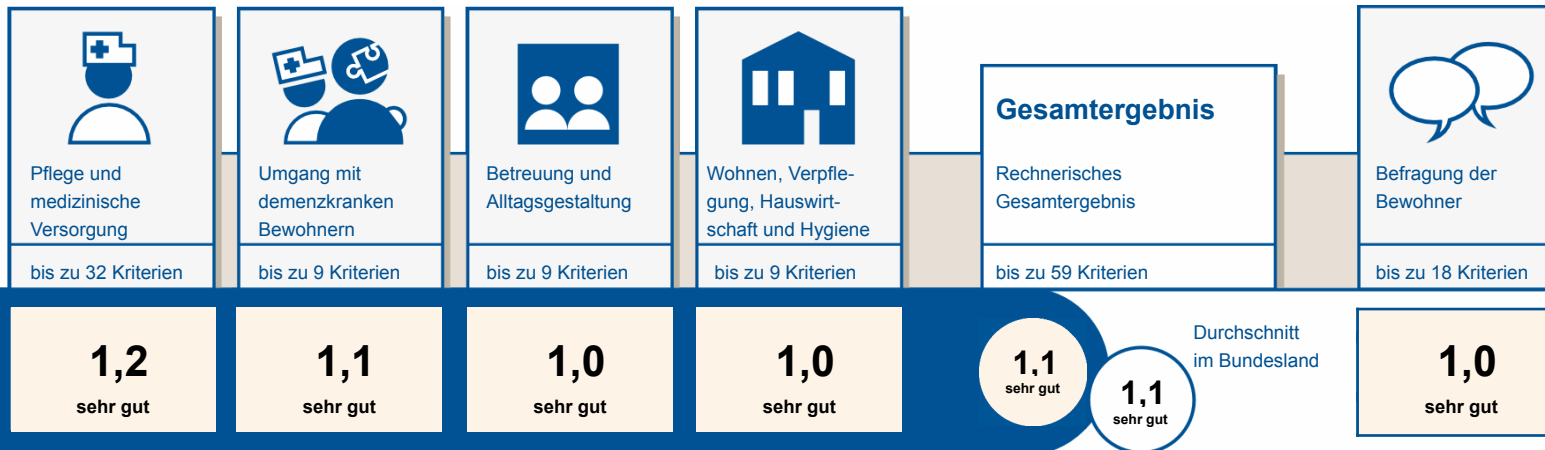 Pflege und
medizinische
Versorgung
bis zu 32 Kriterien
1,2
sehr gut
Umgang mit
demenzkranken
Bewohnern
bis zu 9 Kriterien
1,1
sehr gut
Betreuung und
Alltagsgestaltung
bis zu 9 Kriterien
1,0
sehr gut
Wohnen, Verpfle-
gung, Hauswirt-
schaft und Hygiene
bis zu 9 Kriterien
1,0
sehr gut
Gesamtergebnis
Rechnerisches
Gesamtergebnis
bis zu 59 Kriterien
1,1
sehr gut
Durchschnitt
im Bundesland
1,1
sehr gut
Befragung der
Bewohner
bis zu 18 Kriterien
1,0
sehr gut